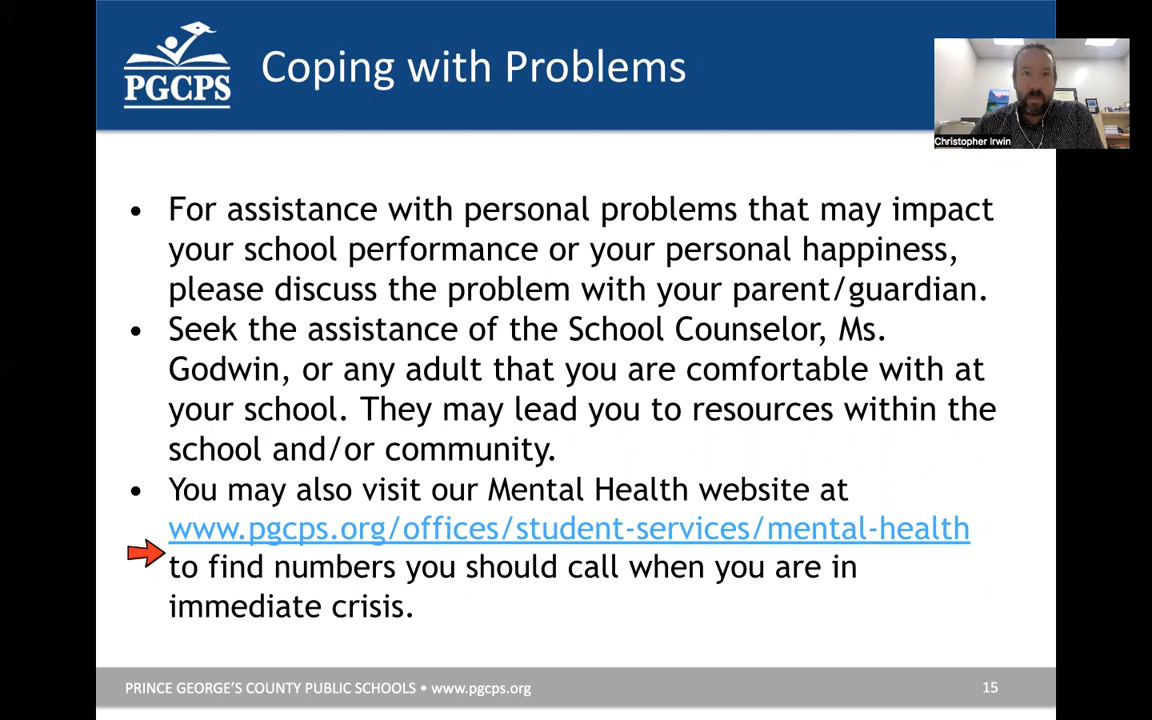 PGCPS
Coping with Problems
Christopher Irwin
• For assistance with personal problems that may impact
your school performance or your personal happiness,
please discuss the problem with your parent/guardian.
• Seek the assistance of the School Counselor, Ms.
Godwin, or any adult that you are comfortable with at
your school. They may lead you to resources within the
school and/or community.
• You may also visit our Mental Health website at
www.pgcps.org/offices/student-services/mental-health
to find numbers you should call when you are in
immediate crisis.
PRINCE GEORGE'S COUNTY PUBLIC SCHOOLS • www.pgcps.org
15